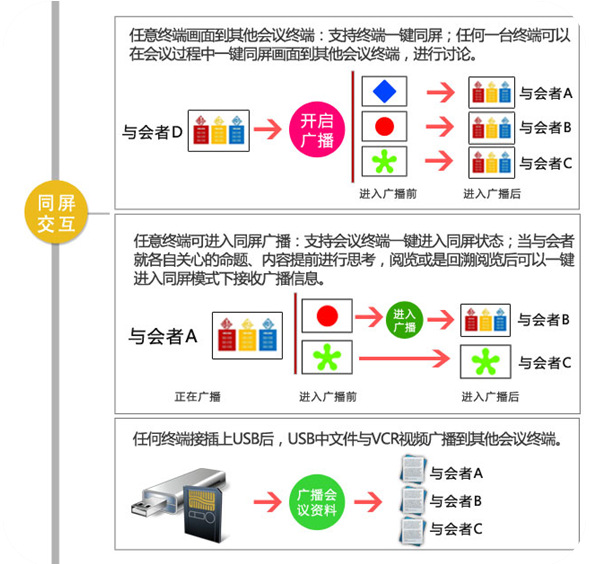 任意终端画面到其他会议终端：支持终端一键同屏；任何一台终端可以
在会议过程中一键同屏画面到其他会议终端，进行讨论。
与会者D
开启
广播
与会者A
与会者B
与会者C
进入广播前
进入广播后
同屏
交互
任意终端可进入同屏广播：支持会议终端一键进入同屏状态；当与会者
就各自关心的命题、内容提前进行思考，阅览或是回溯阅览后可以一键
进入同屏模式下接收广播信息。
与会者A
进入
广播
与会者B
与会者C
正在广播
进入广播前
进入广播后
任何终端接插上USB后，USB中文件与VCR视频广播到其他会议终端。
广播会
议资料
与会者A
与会者B
与会者C